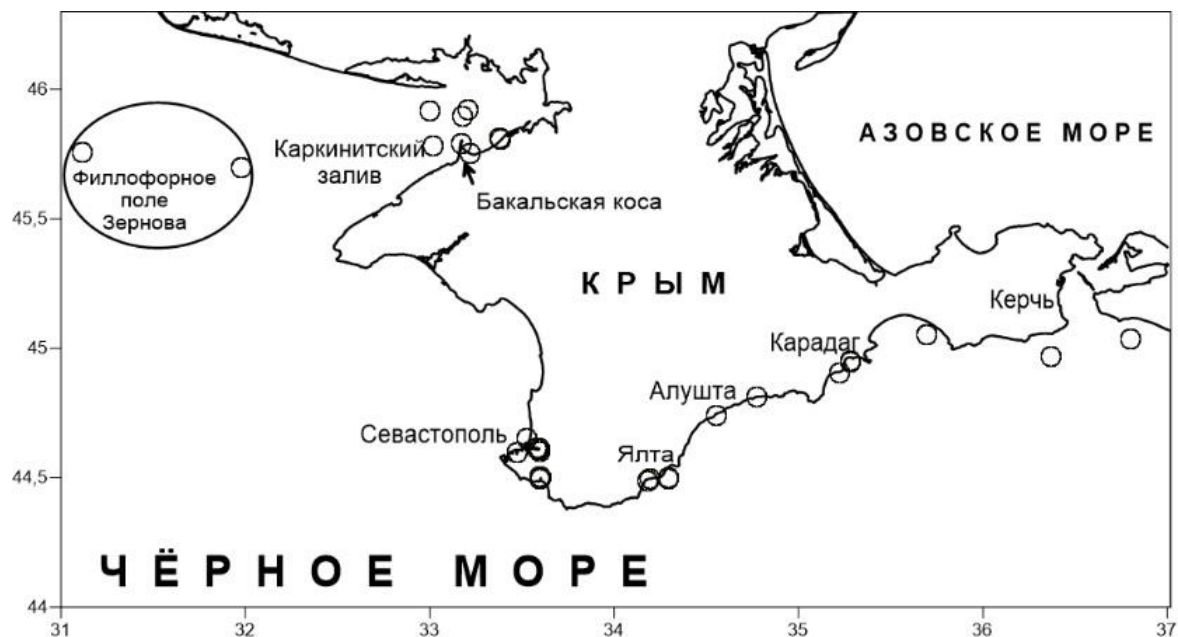 46
45,5
45
44,5
44
31
32
33
34
35
36
37
АЗОВСКОЕ МОРЕ
Каркинитский
залив
Бакальская коса
Филлофорное
поле
Зернова
КРЫМ
Керчь
Карадаг
Алушта
Севастополь
Ялта
ЧЁРНОЕ МОРЕ